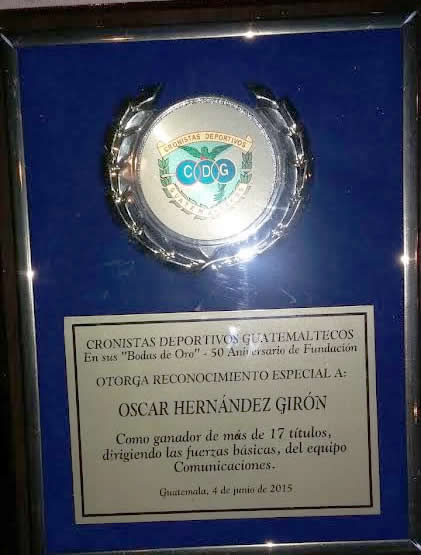 CRONISTAS DEPORTIVOS
CDG
GUATEMALTECOS
CRONISTAS DEPORTIVOS GUATEMALTECOS
En sus "Bodas de Oro" - 50 Aniversario de Fundación
OTORGA RECONOCIMIENTO ESPECIAL A:
OSCAR HERNÁNDEZ GIRÓN
Como ganador de más de 17 títulos,
dirigiendo las fuerzas básicas, del equipo
Comunicaciones.
Guatemala, 4 de junio de 2015